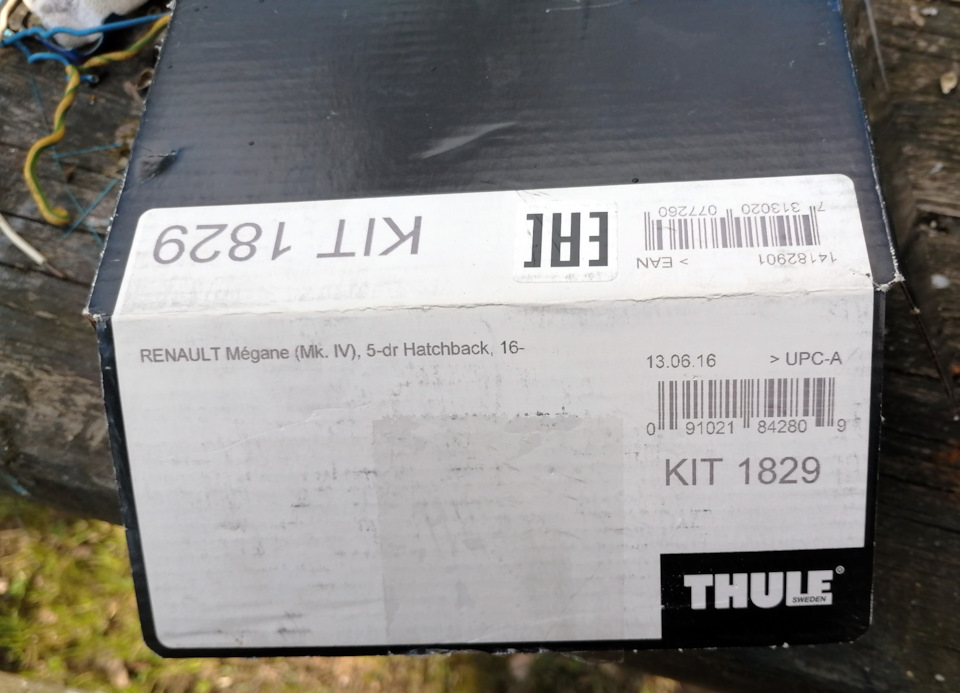 KIT 1829
EAC
7 313020 077260
14182901 > EAN
RENAULT Mégane (Mk. IV), 5-dr Hatchback, 16-
13.06.16 > UPC-A
0 91021 84280 9
KIT 1829
THULE®
SWEDEN